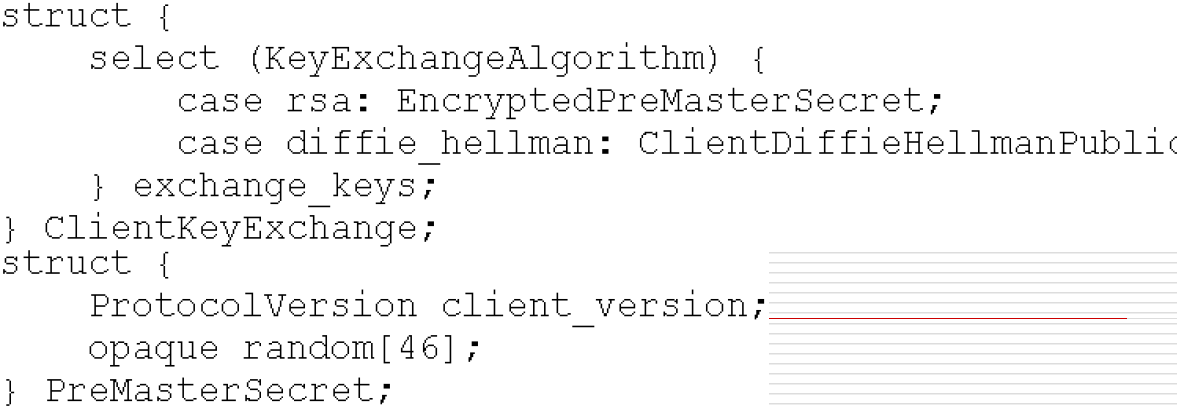 struct {
    select (KeyExchangeAlgorithm) {
        case rsa: EncryptedPreMasterSecret;
        case diffie_hellman: ClientDiffieHellmanPublic
    } exchange_keys;
} ClientKeyExchange;
struct {
    ProtocolVersion client_version;
    opaque random[46];
} PreMasterSecret;